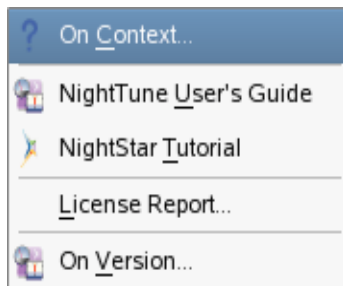 On Context...
NightTune User's Guide
NightStar Tutorial
License Report...
On Version...